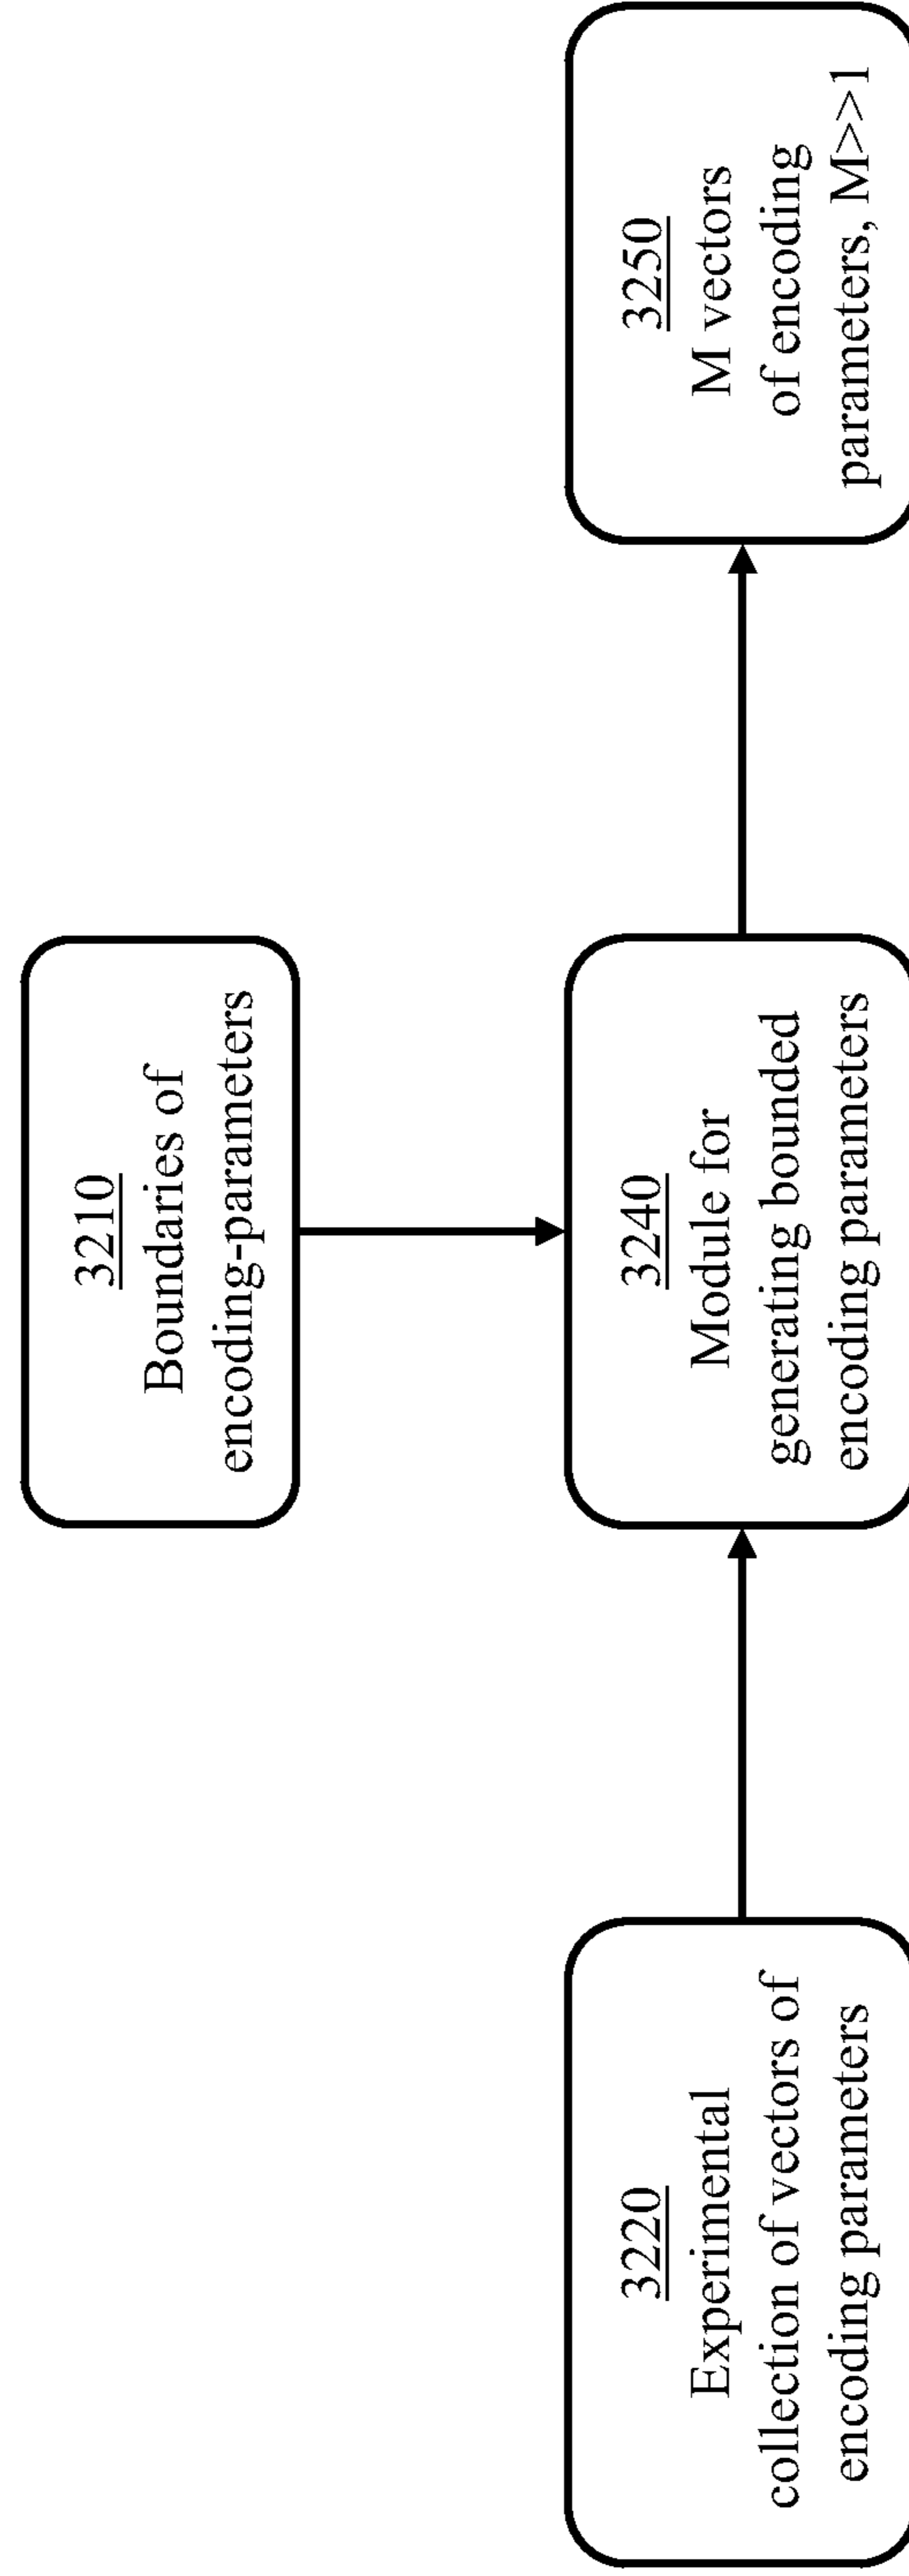 3210
Boundaries of
encoding-parameters
3220
Experimental
collection of vectors of
encoding parameters
3240
Module for
generating bounded
encoding parameters
3250
M vectors
of encoding
parameters, M>>1